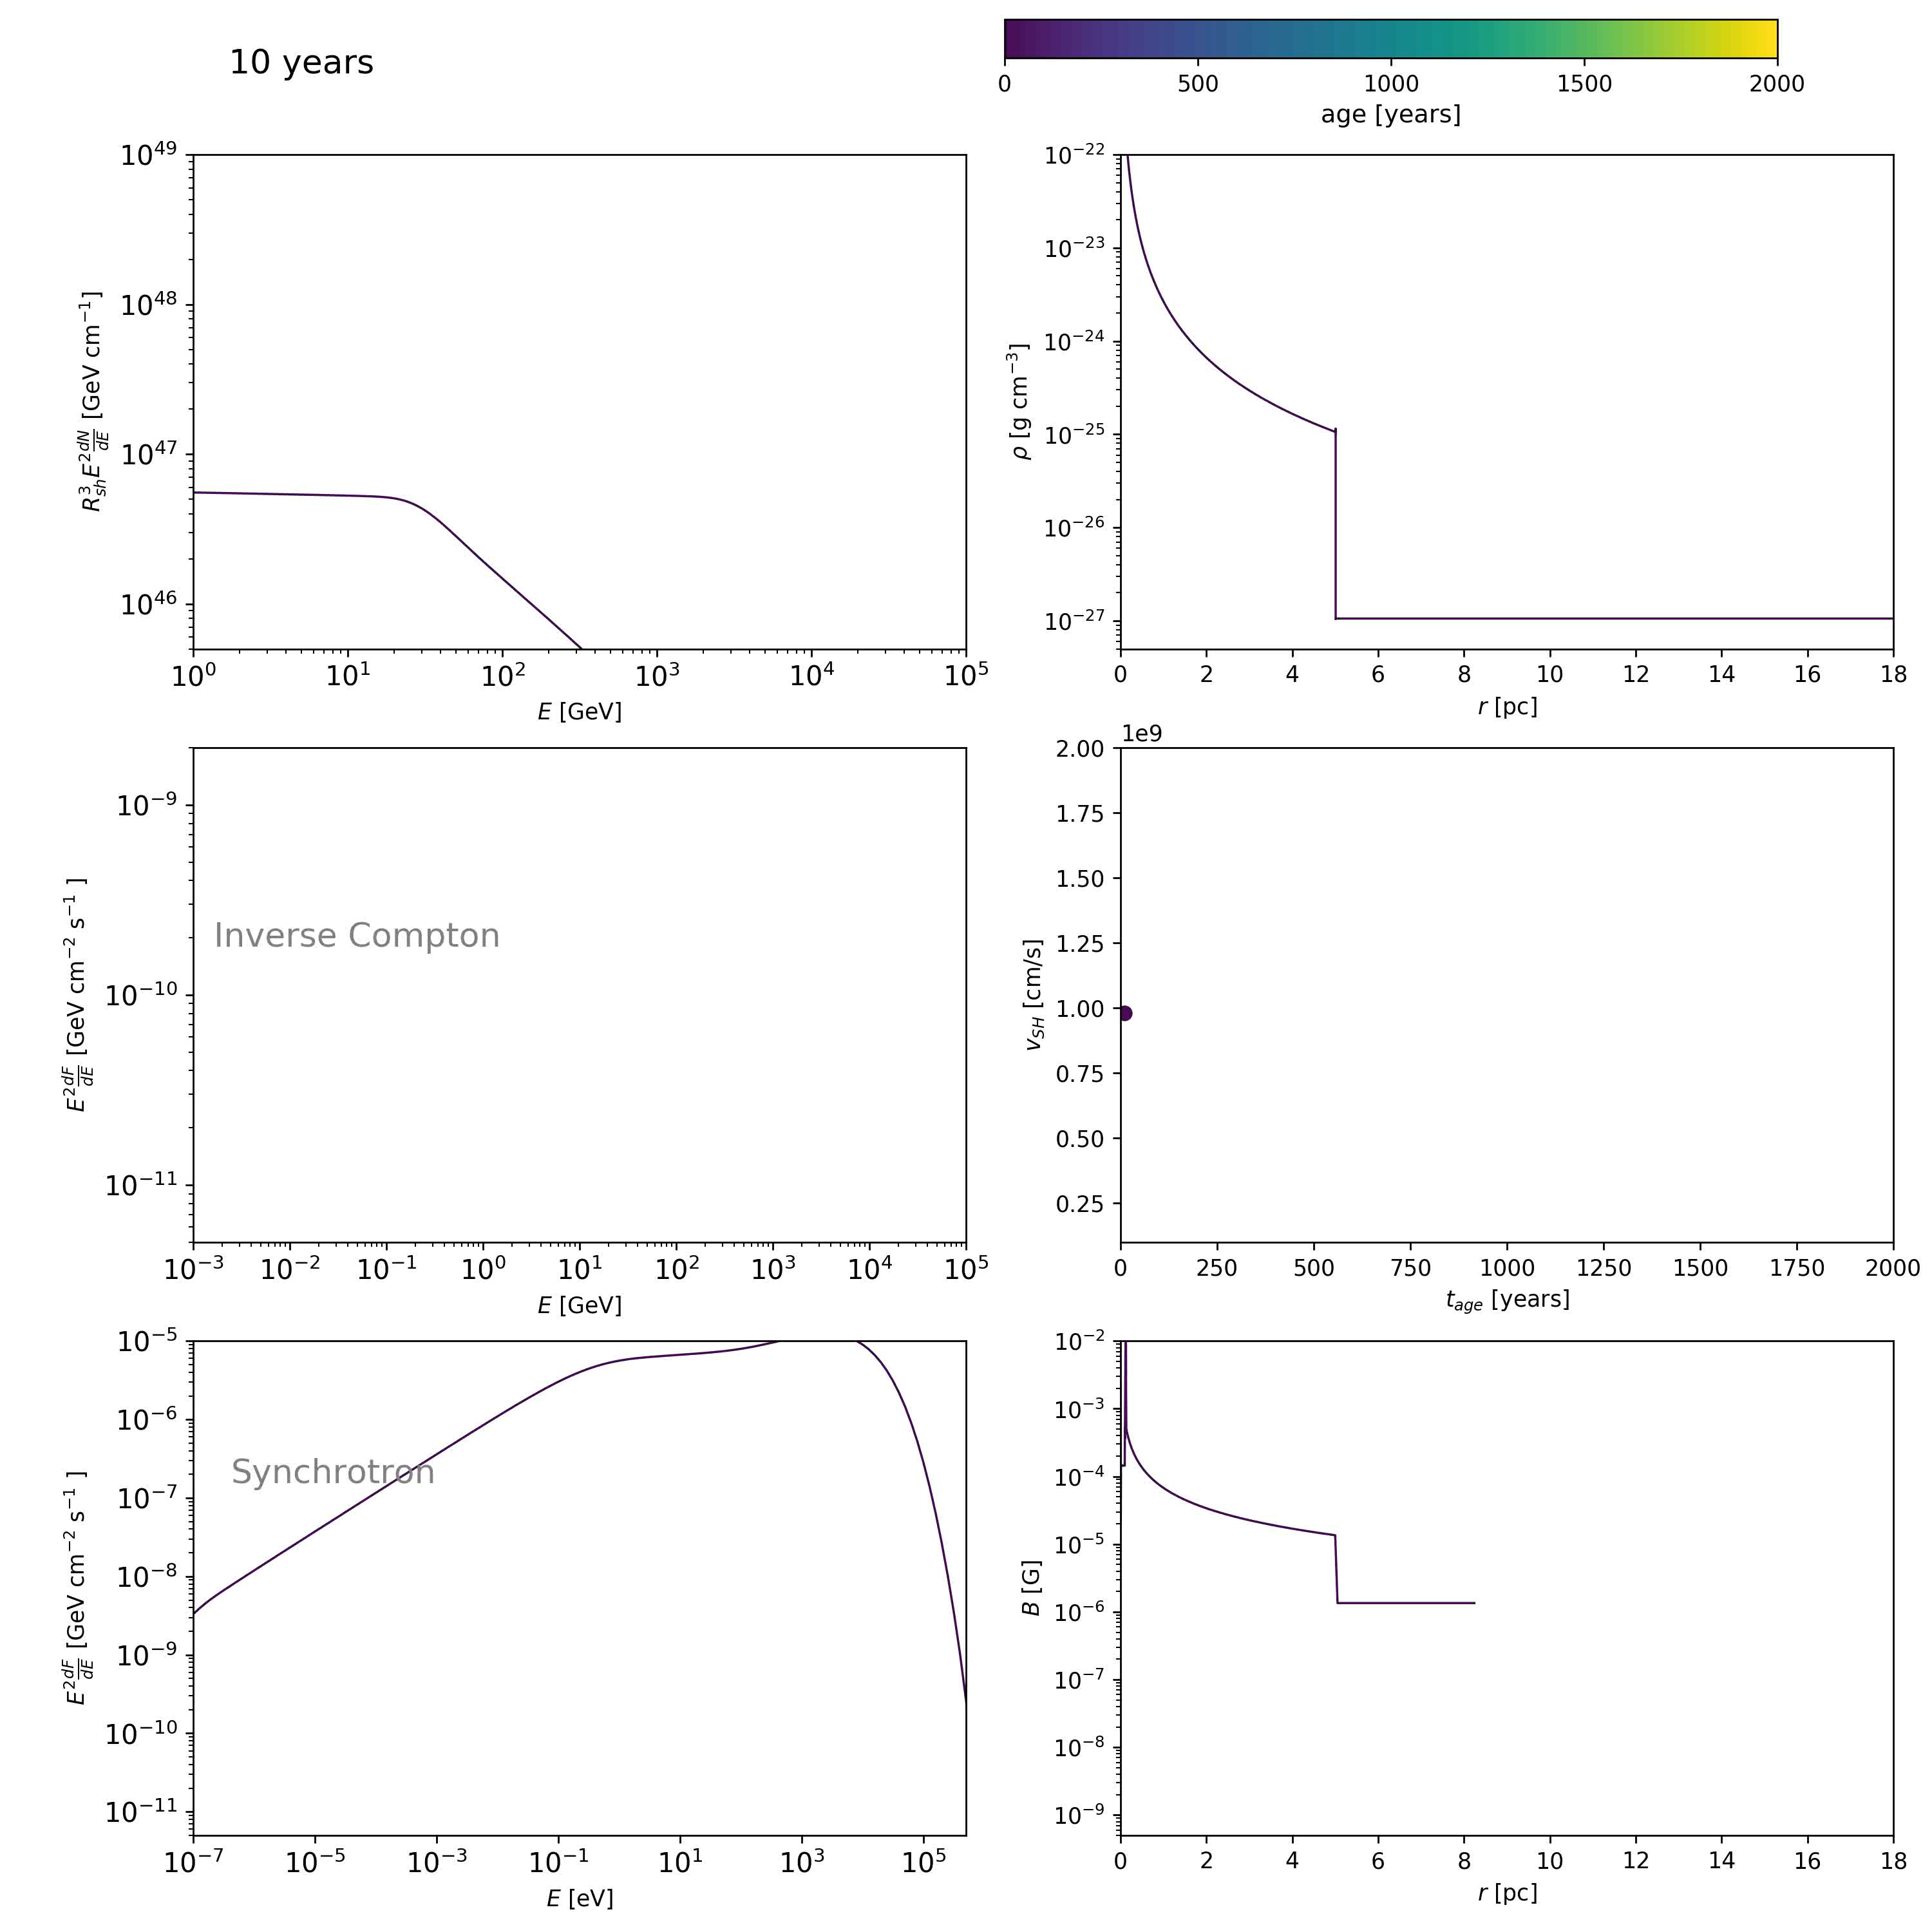 10 years
0 500 1000 1500 2000
age [years]
10^49
10^48
10^47
10^46
R_sh^3 E^2 dN/dE [GeV cm^−1]
10^0 10^1 10^2 10^3 10^4 10^5
E [GeV]
10^−22
10^−23
10^−24
10^−25
10^−26
10^−27
ρ [g cm^−3]
0 2 4 6 8 10 12 14 16 18
r [pc]
10^−9
10^−10
10^−11
E^2 dF/dE [GeV cm^−2 s^−1 ]
Inverse Compton
10^−3 10^−2 10^−1 10^0 10^1 10^2 10^3 10^4 10^5
E [GeV]
1e9
2.00
1.75
1.50
1.25
1.00
0.75
0.50
0.25
v_SH [cm/s]
0 250 500 750 1000 1250 1500 1750 2000
t_age [years]
10^−5
10^−6
10^−7
10^−8
10^−9
10^−10
10^−11
E^2 dF/dE [GeV cm^−2 s^−1 ]
Synchrotron
10^−7 10^−5 10^−3 10^−1 10^1 10^3 10^5
E [eV]
10^−2
10^−3
10^−4
10^−5
10^−6
10^−7
10^−8
10^−9
B [G]
0 2 4 6 8 10 12 14 16 18
r [pc]